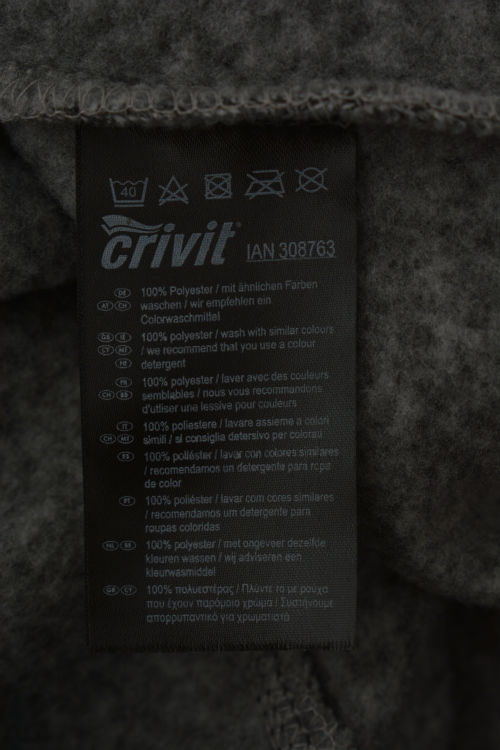 40
crivit® IAN 308763
DE 100% Polyester / mit ähnlichen Farben
AT CH waschen / wir empfehlen ein
Colorwaschmittel
GB IE 100% polyester / wash with similar colours
CY MT / we recommend that you use a colour
NI detergent
FR 100% polyester / laver avec des couleurs
CH BE semblables / nous vous recommandons
d'utiliser une lessive pour couleurs
IT 100% poliestere / lavare assieme a colori
CH MT simili / si consiglia detersivo per colorati
ES 100% poliéster / lavar con colores similares
/ recomendamos un detergente para ropa
de color
PT 100% poliéster / lavar com cores similares
/ recomendamos um detergente para
roupas coloridas
NL BE 100% polyester / met ongeveer dezelfde
kleuren wassen / wij adviseren een
kleurwasmiddel
GR CY 100% πολυεστέρας / Πλύντε το με ρούχα
που έχουν παρόμοιο χρώμα / Συστήνουμε
απορρυπαντικό για χρωματιστά